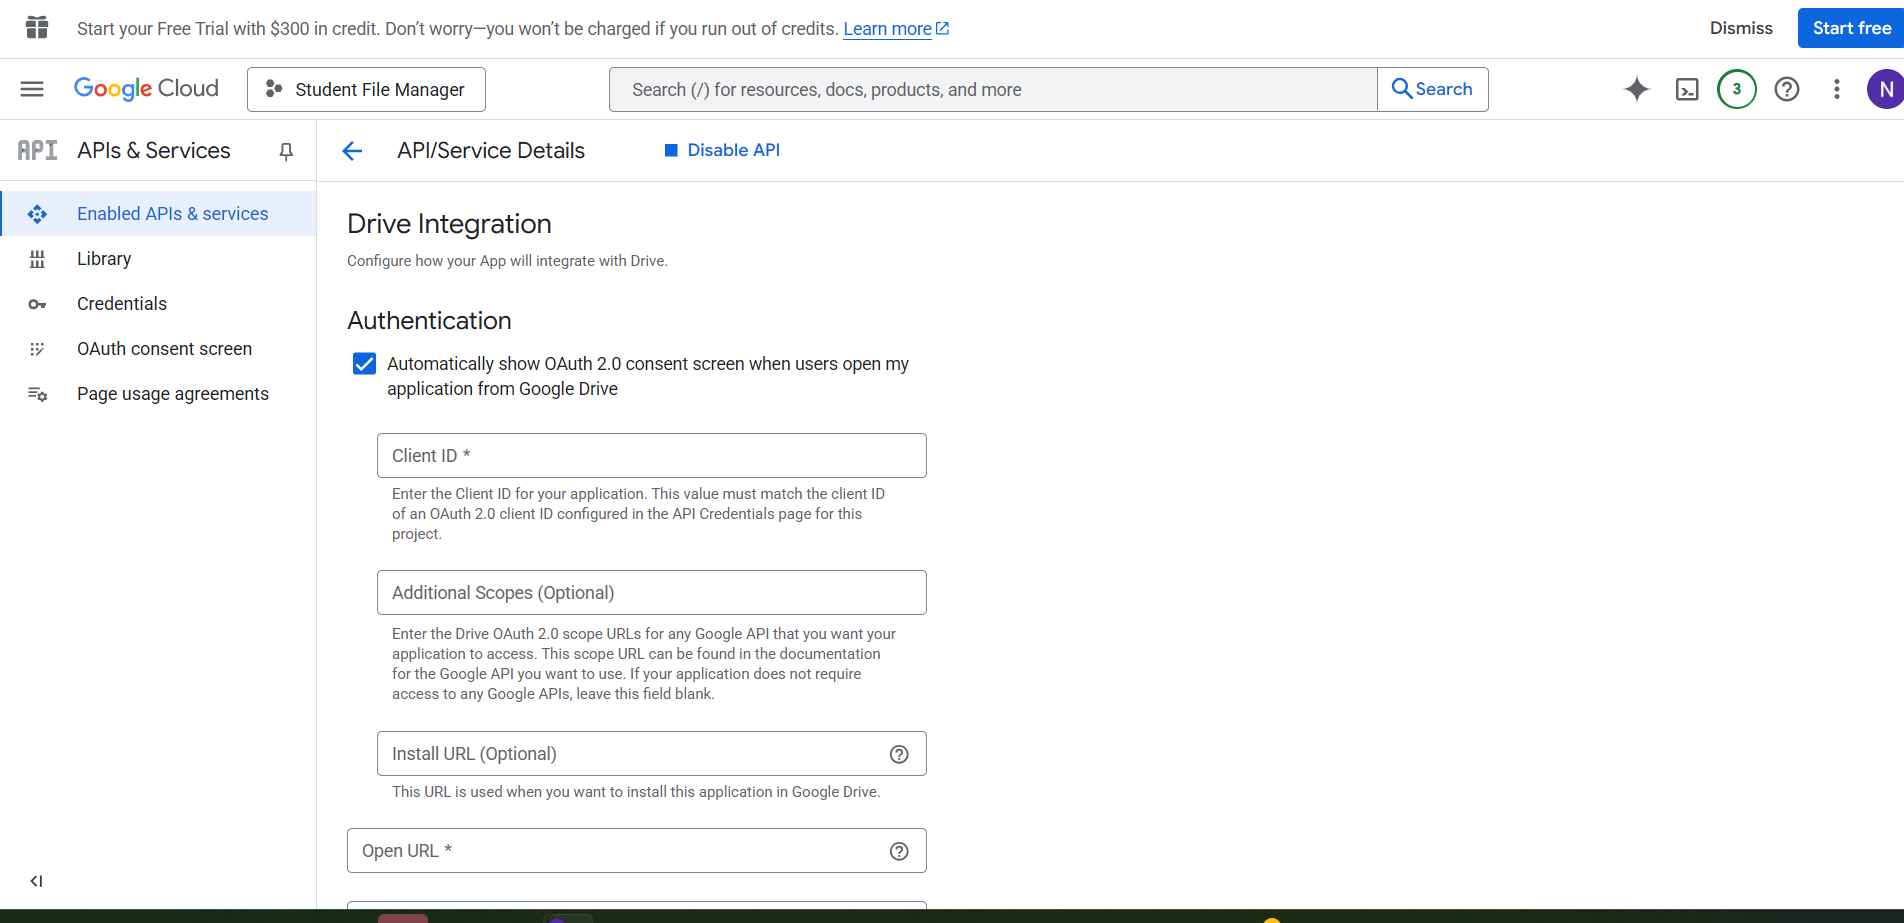 Start your Free Trial with $300 in credit. Don’t worry—you won’t be charged if you run out of credits. Learn more
Dismiss
Start free
Google Cloud
Student File Manager
Search (/) for resources, docs, products, and more
Search
3
N
API
APIs & Services
API/Service Details
Disable API
Enabled APIs & services
Library
Credentials
OAuth consent screen
Page usage agreements
Drive Integration
Configure how your App will integrate with Drive.
Authentication
Automatically show OAuth 2.0 consent screen when users open my
application from Google Drive
Client ID *
Enter the Client ID for your application. This value must match the client ID
of an OAuth 2.0 client ID configured in the API Credentials page for this
project.
Additional Scopes (Optional)
Enter the Drive OAuth 2.0 scope URLs for any Google API that you want your
application to access. This scope URL can be found in the documentation
for the Google API you want to use. If your application does not require
access to any Google APIs, leave this field blank.
Install URL (Optional)
This URL is used when you want to install this application in Google Drive.
Open URL *